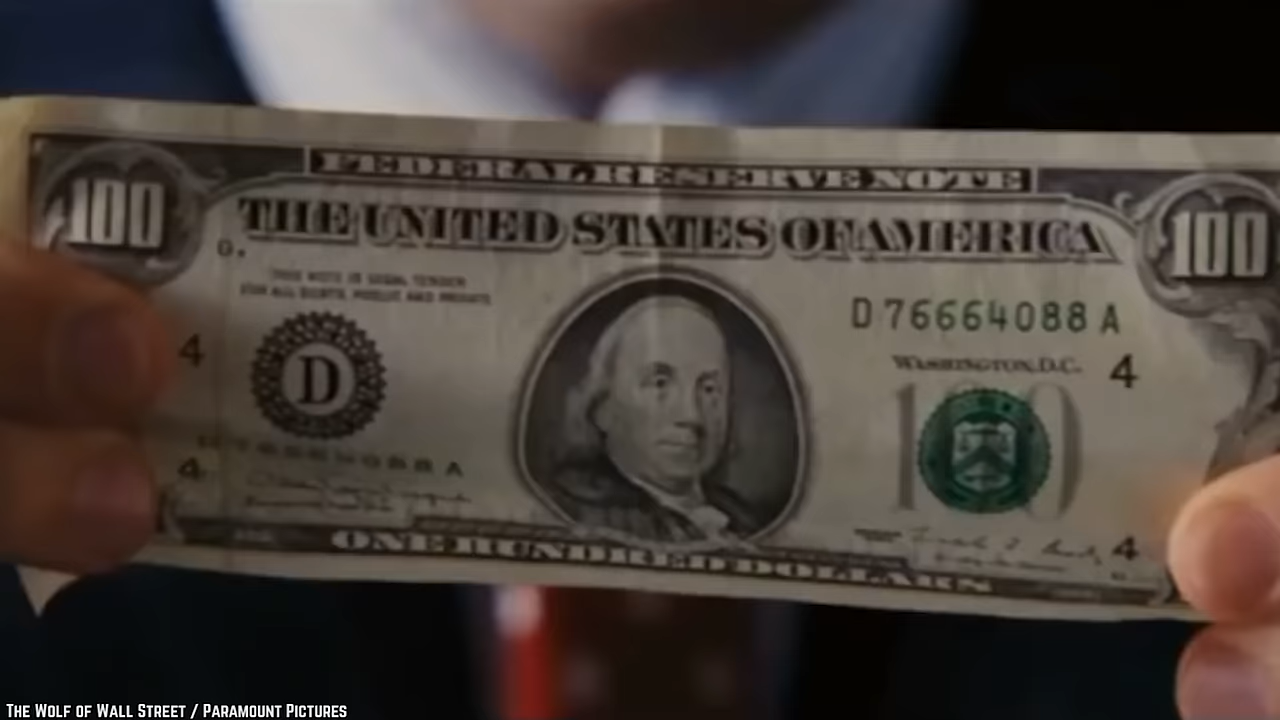 FEDERAL RESERVE NOTE
100
100
THE UNITED STATES OF AMERICA
THIS NOTE IS LEGAL TENDER
FOR ALL DEBTS, PUBLIC AND PRIVATE
D 76664088 A
4
WASHINGTON, D.C.
4
D
100
088 A
4
4
ONE HUNDRED DOLLARS
THE WOLF OF WALL STREET / PARAMOUNT PICTURES